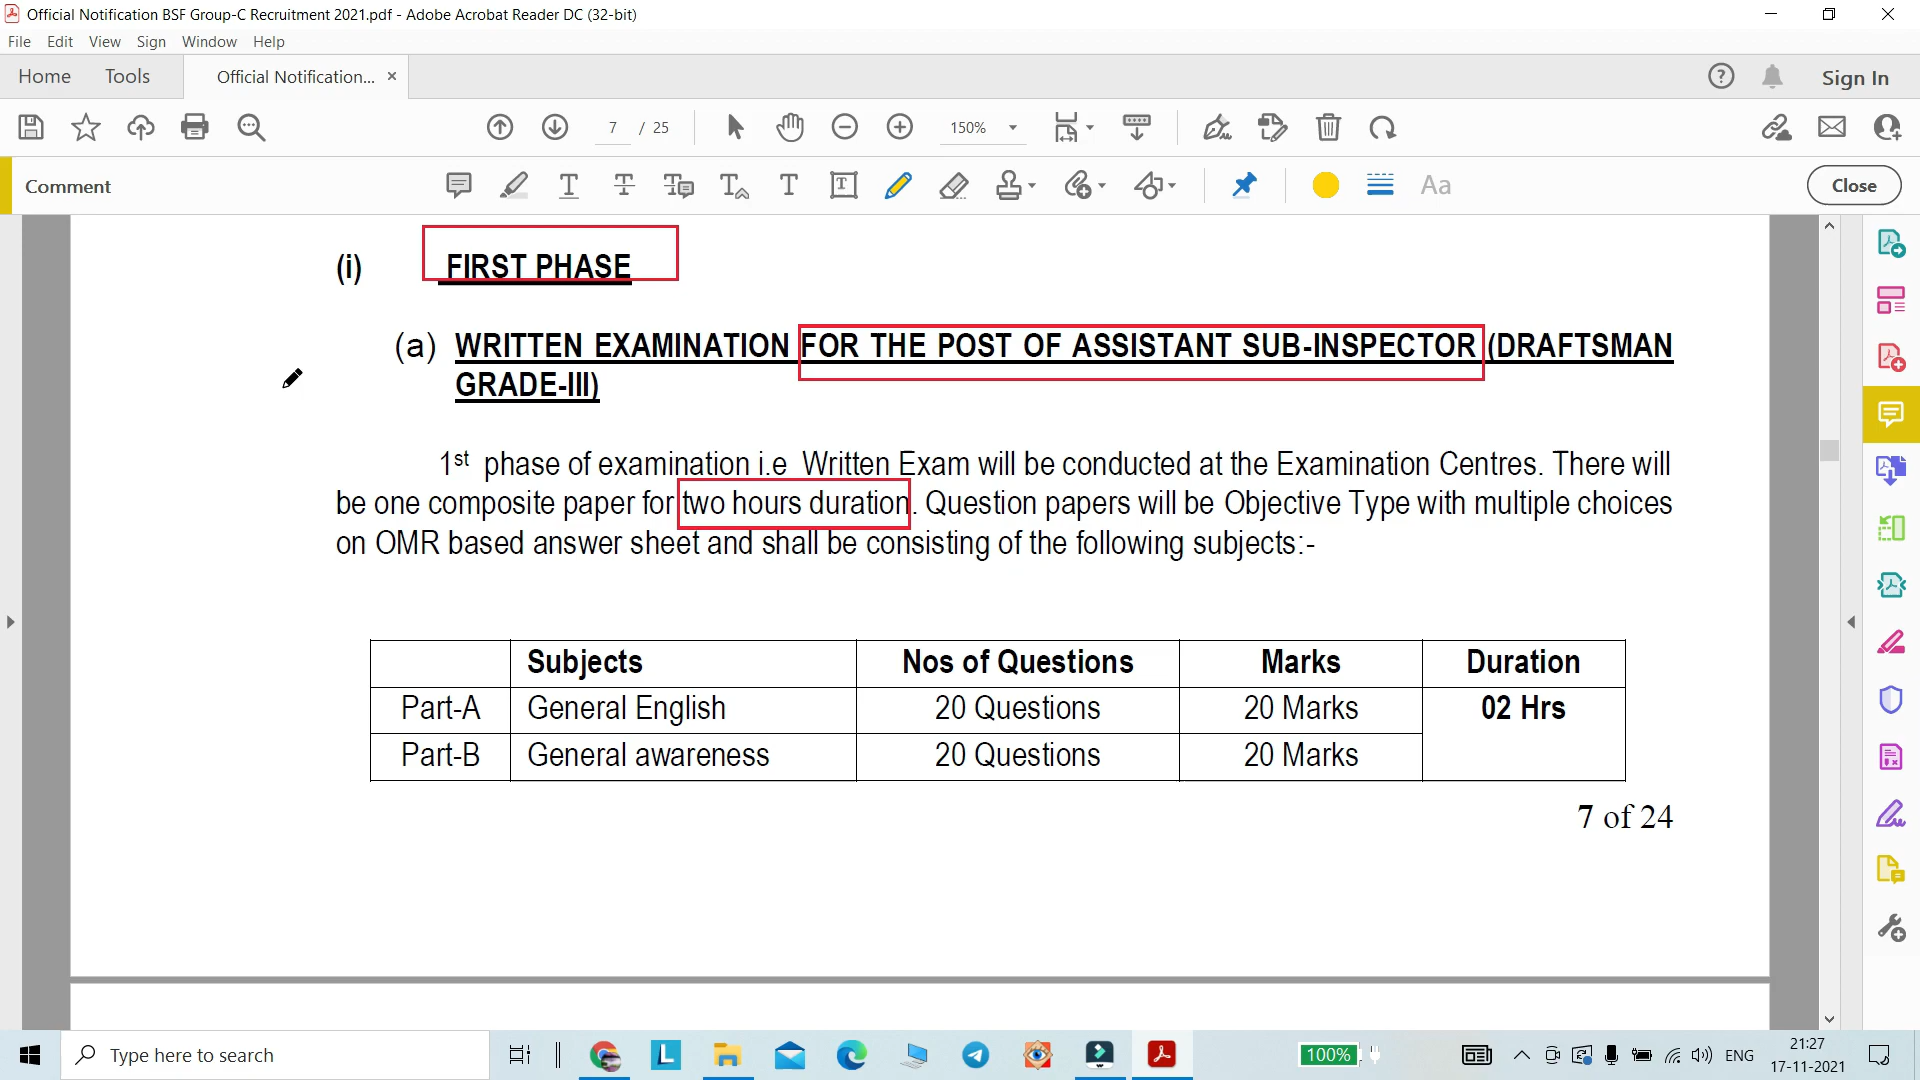 Official Notification BSF Group-C Recruitment 2021.pdf - Adobe Acrobat Reader DC (32-bit)
File Edit View Sign Window Help
Home Tools Official Notification... × Sign In
7 / 25 150%
Comment Aa Close
(i) FIRST PHASE
(a) WRITTEN EXAMINATION FOR THE POST OF ASSISTANT SUB-INSPECTOR (DRAFTSMAN
GRADE-III)
1st phase of examination i.e Written Exam will be conducted at the Examination Centres. There will
be one composite paper for two hours duration. Question papers will be Objective Type with multiple choices
on OMR based answer sheet and shall be consisting of the following subjects:-
Subjects Nos of Questions Marks Duration
Part-A General English 20 Questions 20 Marks 02 Hrs
Part-B General awareness 20 Questions 20 Marks
7 of 24
Type here to search 100% ENG 21:27
17-11-2021